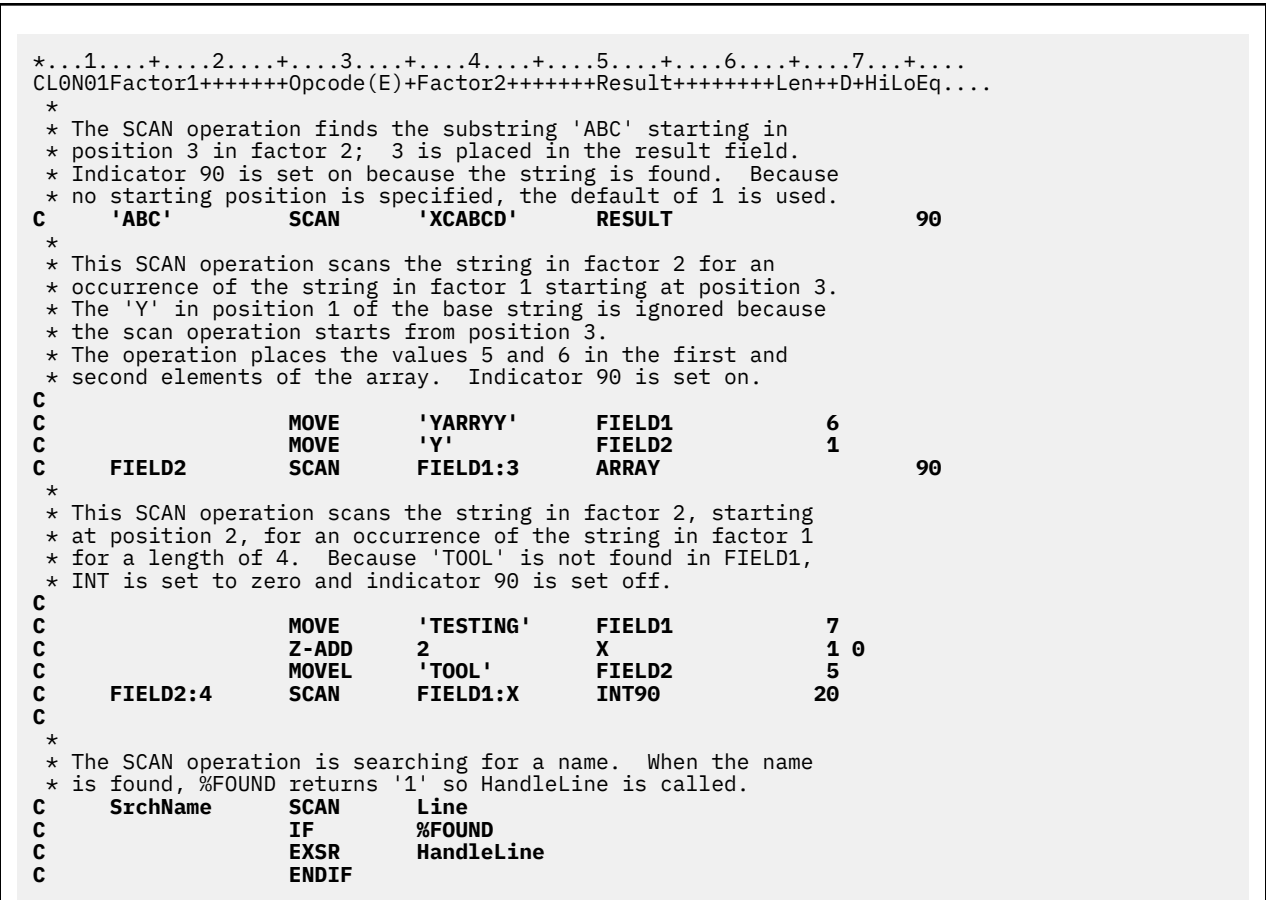 *...1....+....2....+....3....+....4....+....5....+....6....+....7...+....
CL0N01Factor1+++++++Opcode(E)+Factor2+++++++Result++++++++Len++D+HiLoEq....
 *
 * The SCAN operation finds the substring 'ABC' starting in
 * position 3 in factor 2;  3 is placed in the result field.
 * Indicator 90 is set on because the string is found.  Because
 * no starting position is specified, the default of 1 is used.
C     'ABC'         SCAN      'XCABCD'      RESULT                   90
 *
 * This SCAN operation scans the string in factor 2 for an
 * occurrence of the string in factor 1 starting at position 3.
 * The 'Y' in position 1 of the base string is ignored because
 * the scan operation starts from position 3.
 * The operation places the values 5 and 6 in the first and
 * second elements of the array.  Indicator 90 is set on.
C
C                   MOVE      'YARRYY'      FIELD1            6
C                   MOVE      'Y'           FIELD2            1
C     FIELD2        SCAN      FIELD1:3      ARRAY                    90
 *
 * This SCAN operation scans the string in factor 2, starting
 * at position 2, for an occurrence of the string in factor 1
 * for a length of 4.  Because 'TOOL' is not found in FIELD1,
 * INT is set to zero and indicator 90 is set off.
C
C                   MOVE      'TESTING'     FIELD1            7
C                   Z-ADD     2             X                 1 0
C                   MOVEL     'TOOL'        FIELD2            5
C     FIELD2:4      SCAN      FIELD1:X      INT90            20
C
 *
 * The SCAN operation is searching for a name.  When the name
 * is found, %FOUND returns '1' so HandleLine is called.
C     SrchName      SCAN      Line
C                   IF        %FOUND
C                   EXSR      HandleLine
C                   ENDIF